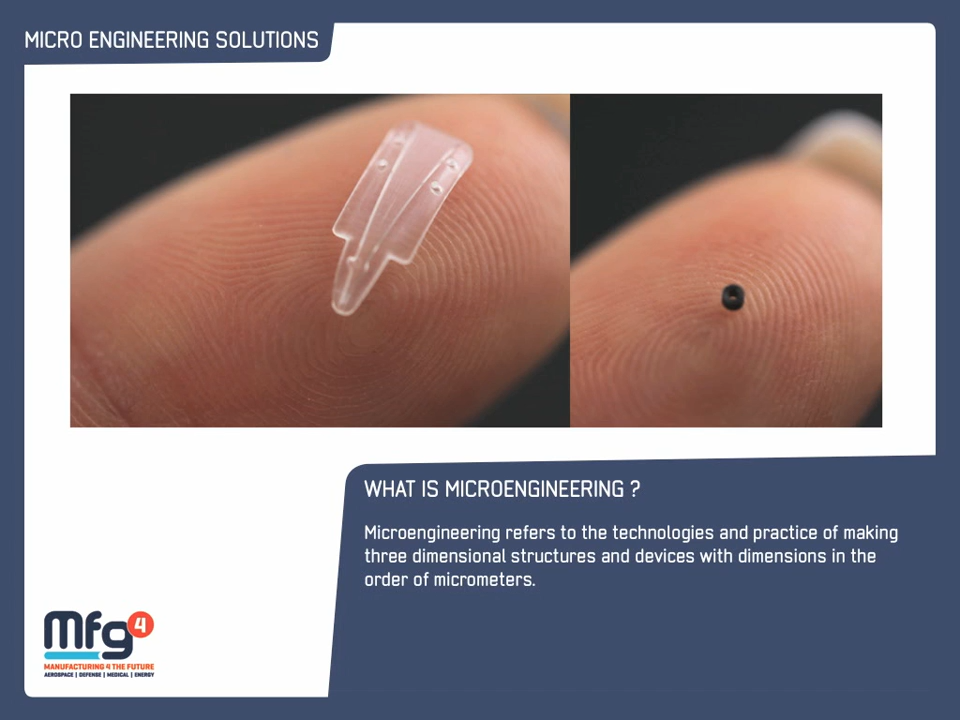 MICRO ENGINEERING SOLUTIONS
WHAT IS MICROENGINEERING ?
Microengineering refers to the technologies and practice of making
three dimensional structures and devices with dimensions in the
order of micrometers.
mfg4
MANUFACTURING 4 THE FUTURE
AEROSPACE | DEFENSE | MEDICAL | ENERGY